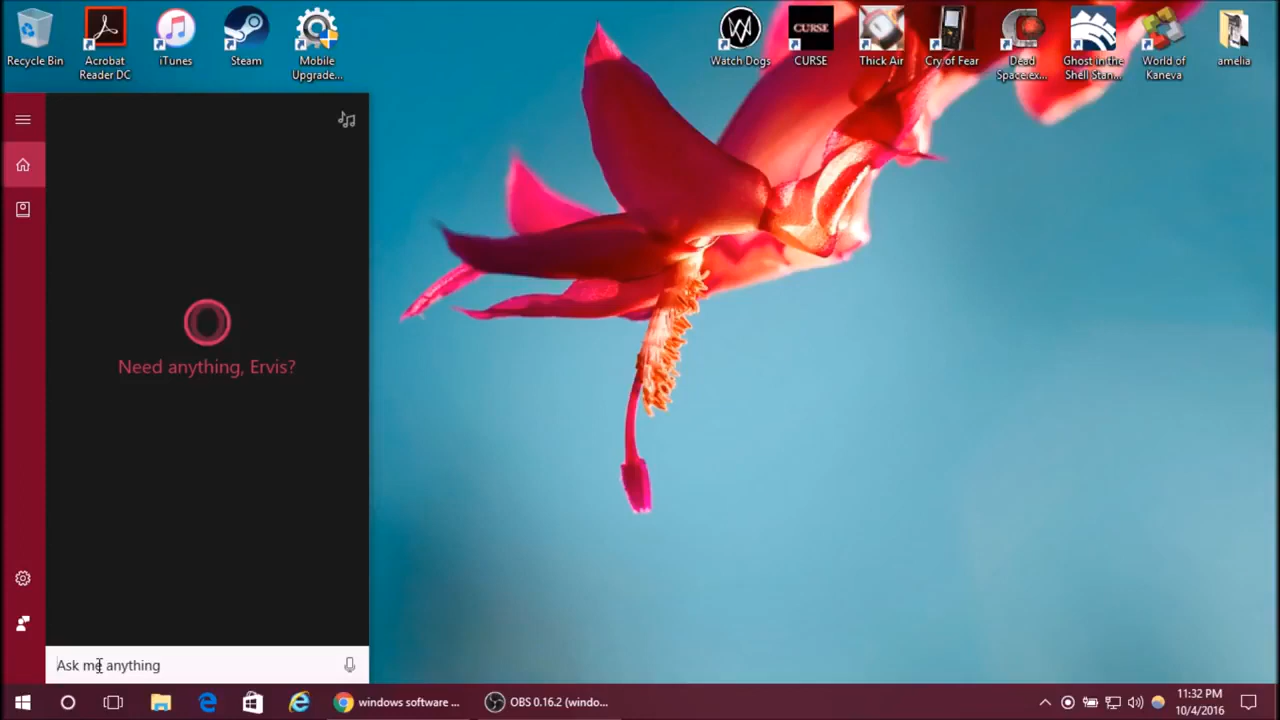 Recycle Bin
Acrobat
Reader DC
iTunes
Steam
Mobile
Upgrade...
Watch Dogs
CURSE
CURSE
Thick Air
Cry of Fear
Dead
Space.ex...
Ghost in the
Shell Stan...
World of
Kaneva
amelia
Need anything, Ervis?
Ask me anything
windows software ...
OBS 0.16.2 (windo...
11:32 PM
10/4/2016